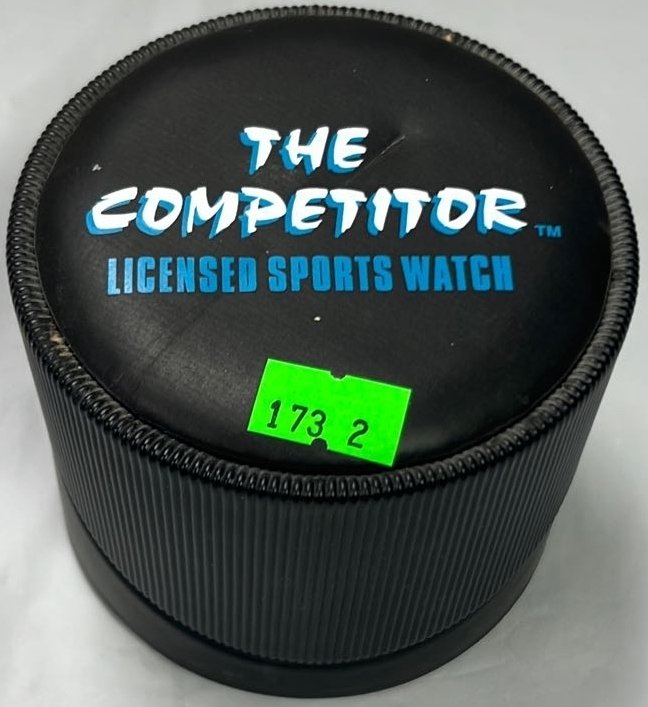 THE
COMPETITOR™
LICENSED SPORTS WATCH
173 2